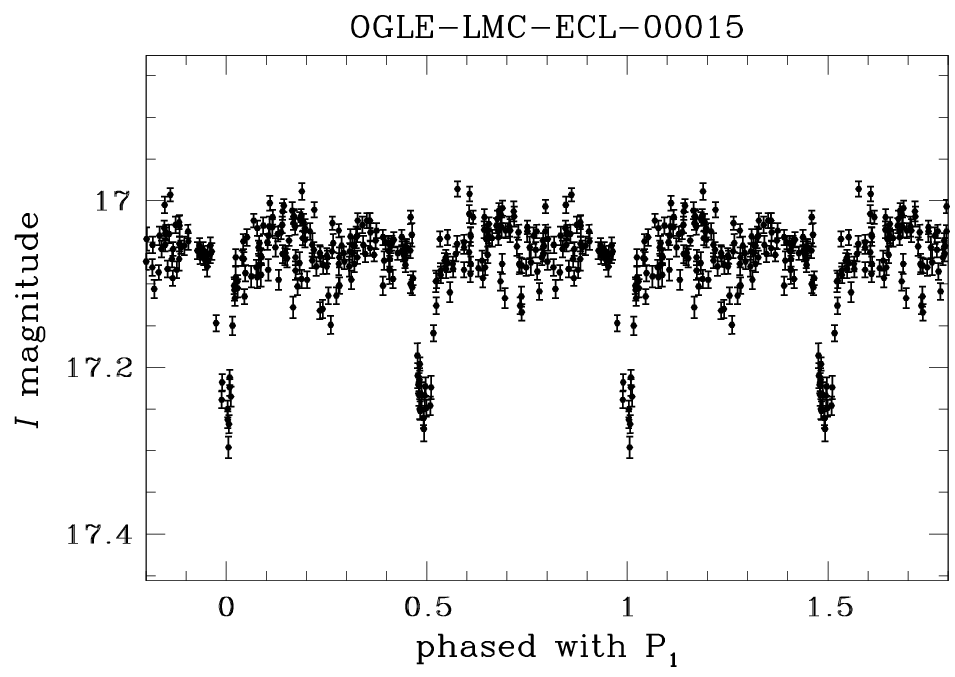 OGLE-LMC-ECL-00015
17
17.2
17.4
I magnitude
0 0.5 1 1.5
phased with P₁